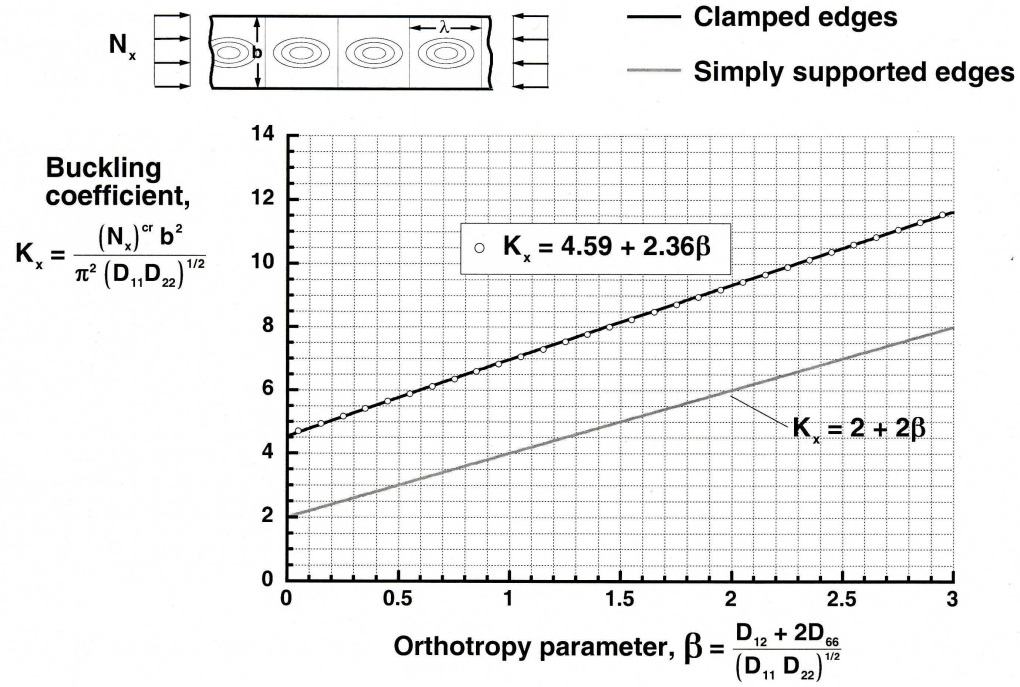 Nₓ
b
λ
Clamped edges
Simply supported edges
Buckling
coefficient,
Kₓ = (Nₓ)ᶜʳ b² / π² (D₁₁D₂₂)^1/2
14
12
10
8
6
4
2
0
Kₓ = 4.59 + 2.36β
Kₓ = 2 + 2β
0 0.5 1 1.5 2 2.5 3
Orthotropy parameter, β = D₁₂ + 2D₆₆ / (D₁₁ D₂₂)^1/2